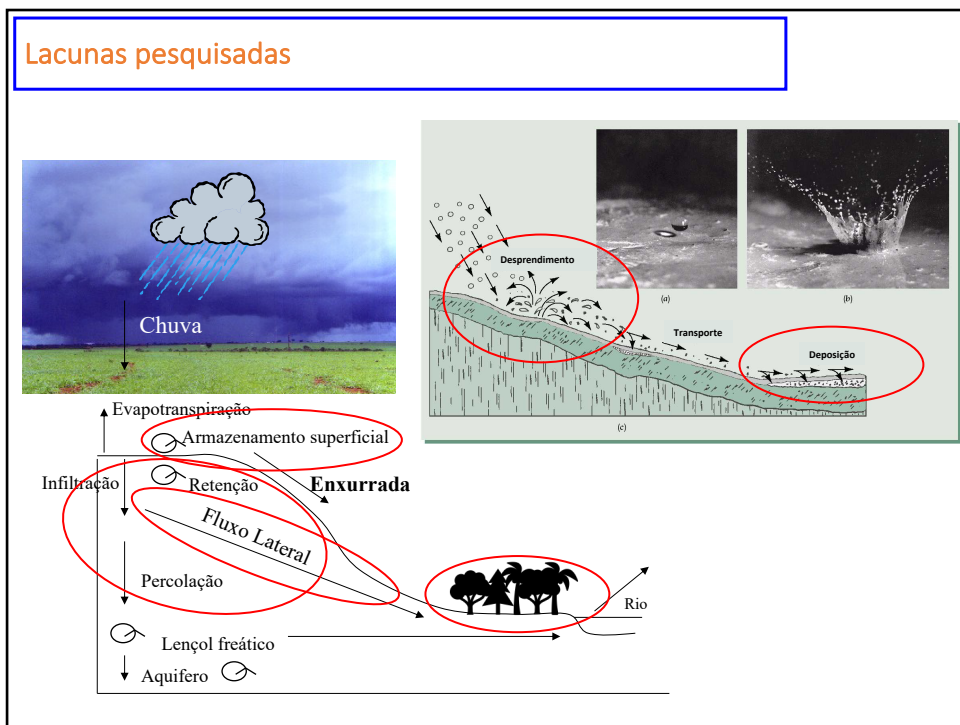 Lacunas pesquisadas
Desprendimento
(a)
(b)
Transporte
Deposição
(c)
Chuva
Evapotranspiração
Armazenamento superficial
Infiltração
Retenção
Enxurrada
Fluxo Lateral
Percolação
Rio
Lençol freático
Aquifero